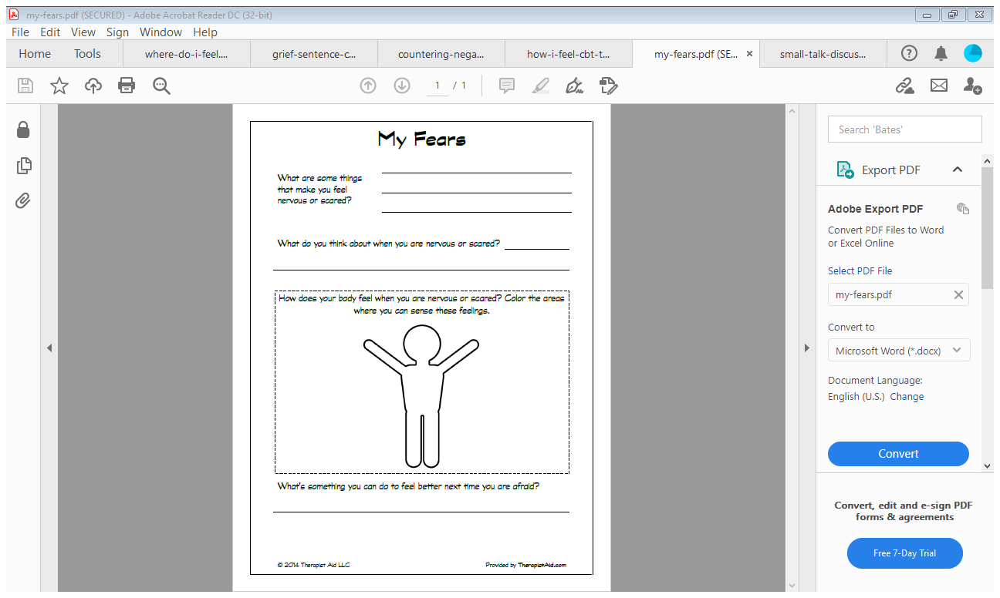 my-fears.pdf (SECURED) - Adobe Acrobat Reader DC (32-bit)
File Edit View Sign Window Help
Home Tools where-do-i-feel.... grief-sentence-c... countering-nega... how-i-feel-cbt-t... my-fears.pdf (SE... small-talk-discus...
1 / 1
My Fears
What are some things
that make you feel
nervous or scared?
What do you think about when you are nervous or scared?
How does your body feel when you are nervous or scared? Color the areas
where you can sense these feelings.
What's something you can do to feel better next time you are afraid?
© 2014 Therapist Aid LLC Provided by TherapistAid.com
Search 'Bates'
Export PDF
Adobe Export PDF
Convert PDF Files to Word
or Excel Online
Select PDF File
my-fears.pdf
Convert to
Microsoft Word (*.docx)
Document Language:
English (U.S.) Change
Convert
Convert, edit and e-sign PDF
forms & agreements
Free 7-Day Trial